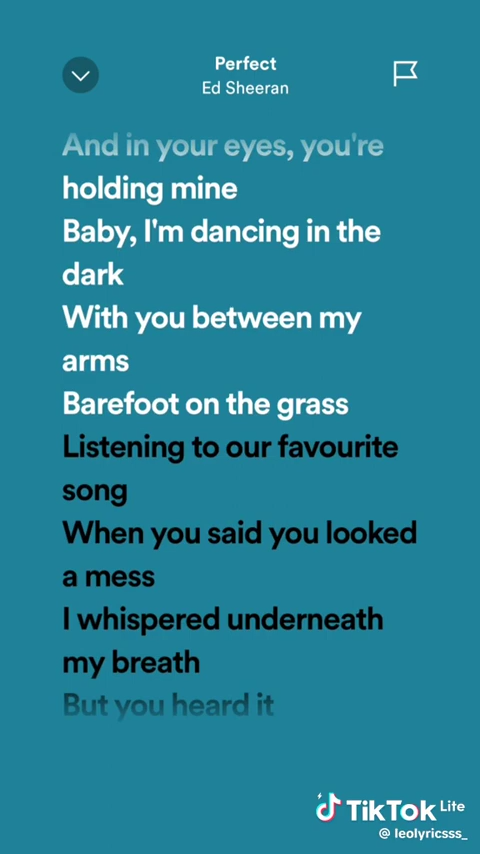 Perfect
Ed Sheeran
And in your eyes, you're
holding mine
Baby, I'm dancing in the
dark
With you between my
arms
Barefoot on the grass
Listening to our favourite
song
When you said you looked
a mess
I whispered underneath
my breath
But you heard it
TikTok Lite
@ leolyricsss_